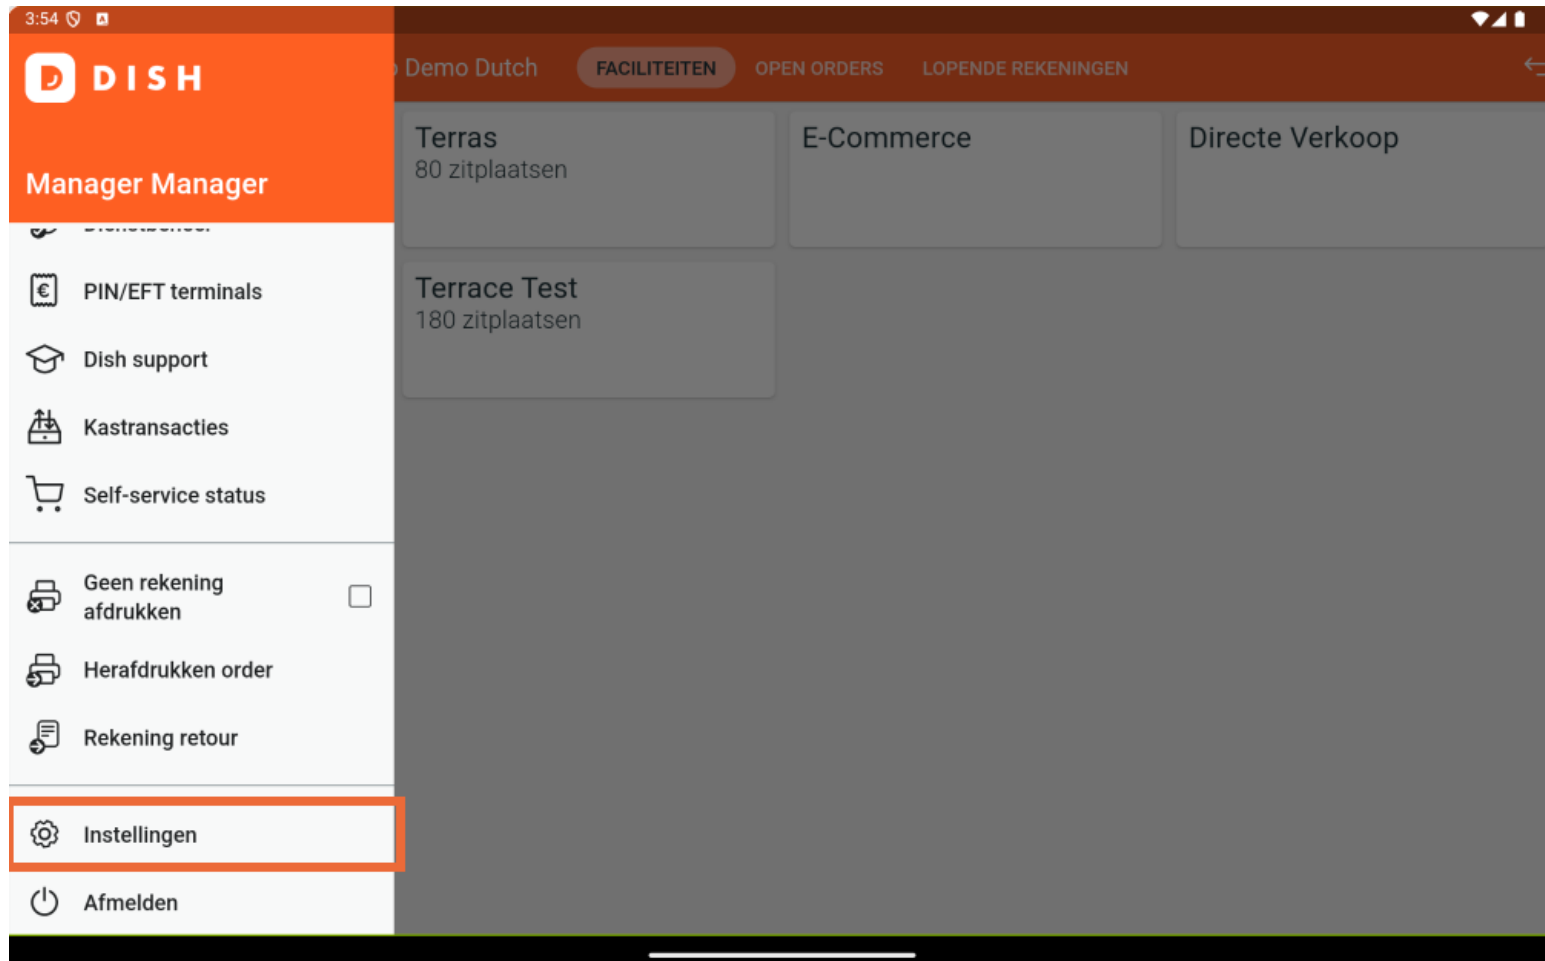 3:54
DISH
Manager Manager
Demo Dutch
FACILITEITEN
OPEN ORDERS
LOPENDE REKENINGEN
Terras
80 zitplaatsen
E-Commerce
Directe Verkoop
Terrace Test
180 zitplaatsen
PIN/EFT terminals
Dish support
Kastransacties
Self-service status
Geen rekening
afdrukken
Herafdrukken order
Rekening retour
Instellingen
Afmelden